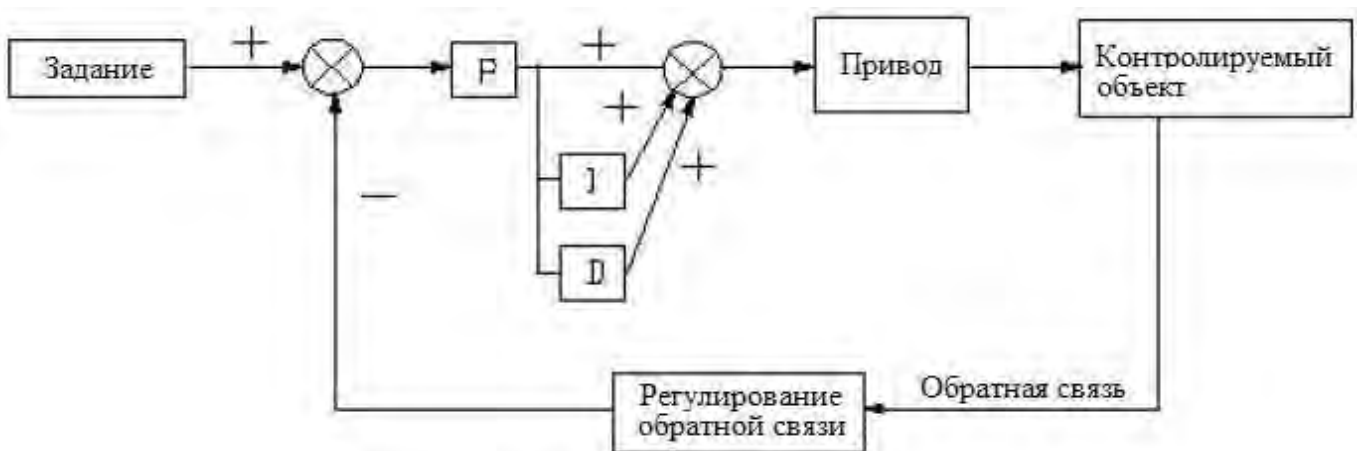 Задание
+
P
+
+
+
I
D
−
Привод
Контролируемый
объект
Обратная связь
Регулирование
обратной связи